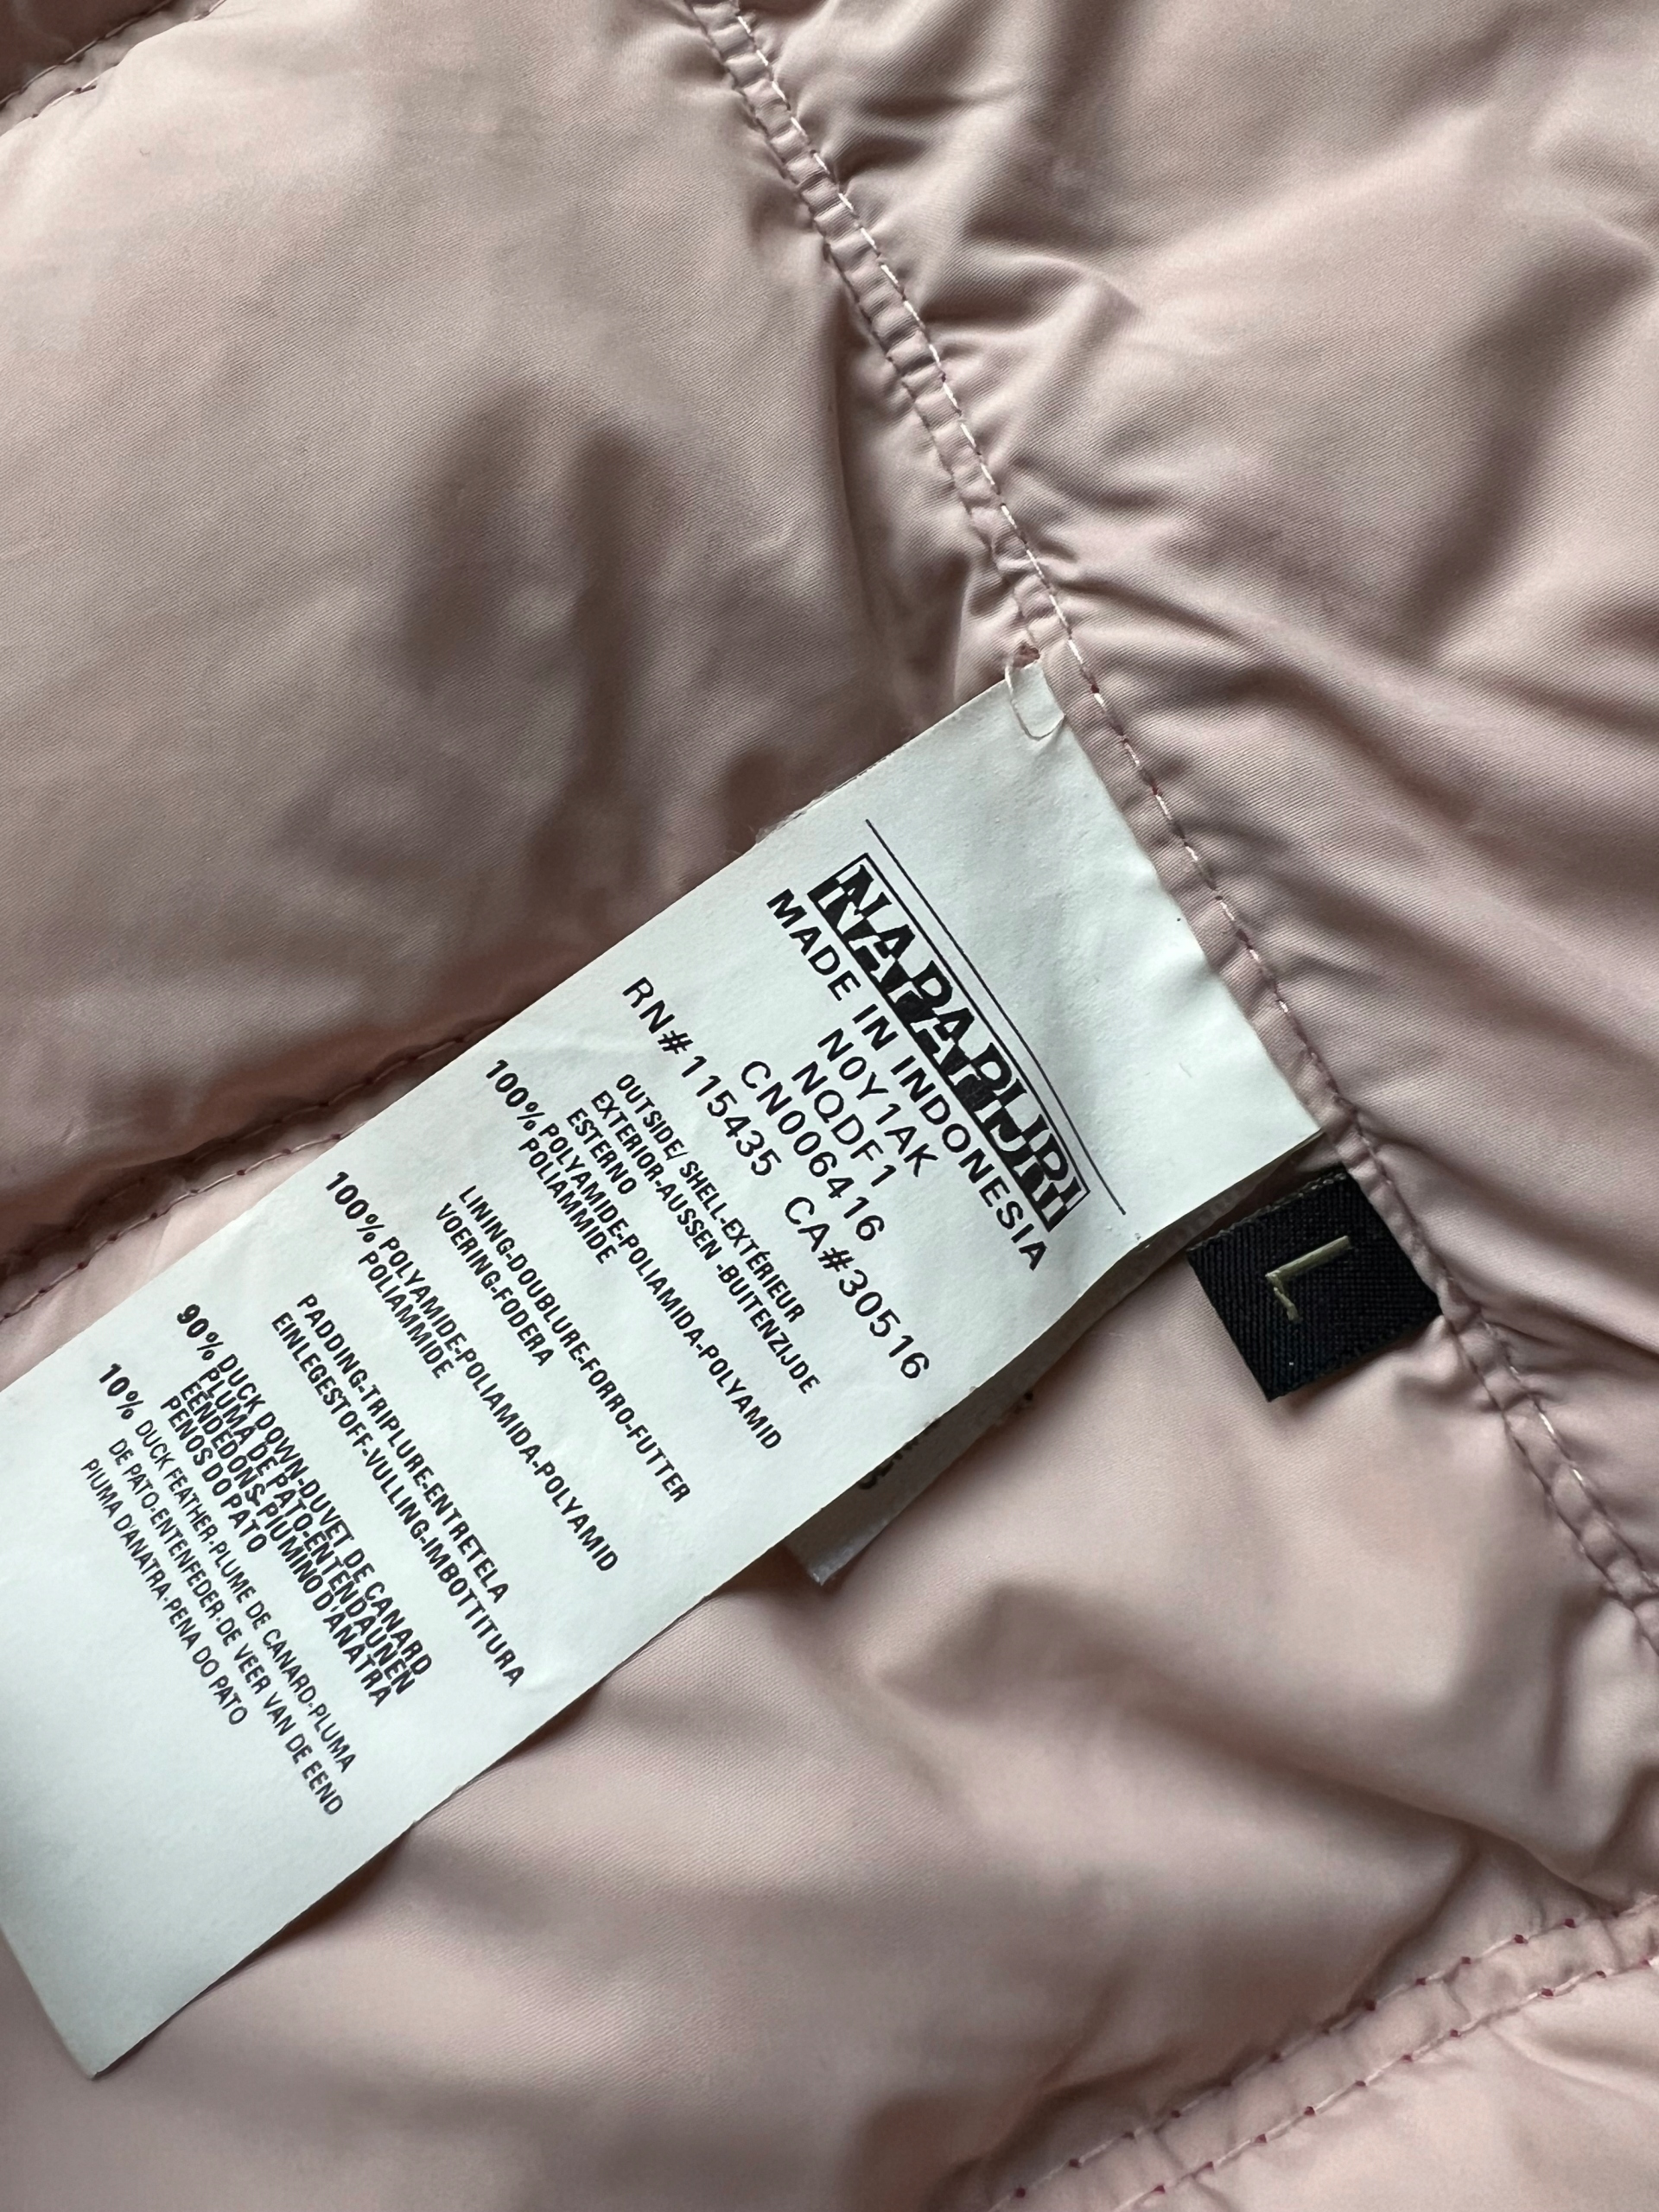 NAPAPIJRI
MADE IN INDONESIA
N0Y1AK
NQDF1
CN006416
RN#115435 CA#30516
OUTSIDE/ SHELL-EXTÉRIEUR
EXTERIOR-AUSSEN-BUITENZIJDE
ESTERNO
100% POLYAMIDE-POLIAMIDA-POLYAMID
POLIAMMIDE
LINING-DOUBLURE-FORRO-FUTTER
VOERING-FODERA
100% POLYAMIDE-POLIAMIDA-POLYAMID
POLIAMMIDE
PADDING-TRIPLURE-ENTRETELA
EINLEGESTOFF-VULLING-IMBOTTITURA
90% DUCK DOWN-DUVET DE CANARD
PLUMA DE PATO-ENTENDAUNEN
EENDEDONS-PIUMINO D'ANATRA
PENOS DO PATO
10% DUCK FEATHER-PLUME DE CANARD-PLUMA
DE PATO-ENTENFEDER-DE VEER VAN DE EEND
PIUMA D'ANATRA-PENA DO PATO
L